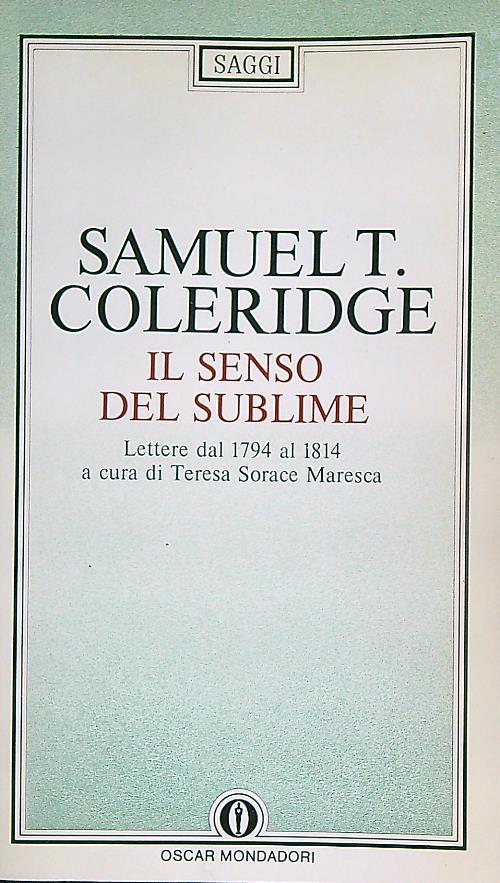 SAGGI
SAMUEL T.
COLERIDGE
IL SENSO
DEL SUBLIME
Lettere dal 1794 al 1814
a cura di Teresa Sorace Maresca
OSCAR MONDADORI